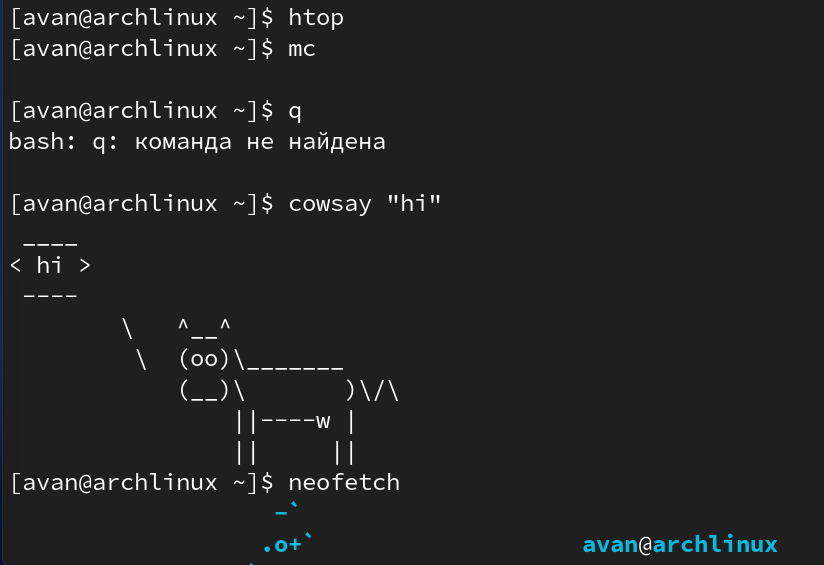 [avan@archlinux ~]$ htop
[avan@archlinux ~]$ mc

[avan@archlinux ~]$ q
bash: q: команда не найдена

[avan@archlinux ~]$ cowsay "hi"
 ____
< hi >
 ----
        \   ^__^
         \  (oo)\_______
            (__)\       )\/\
                ||----w |
                ||     ||
[avan@archlinux ~]$ neofetch
                   -`
                  .o+`                   avan@archlinux